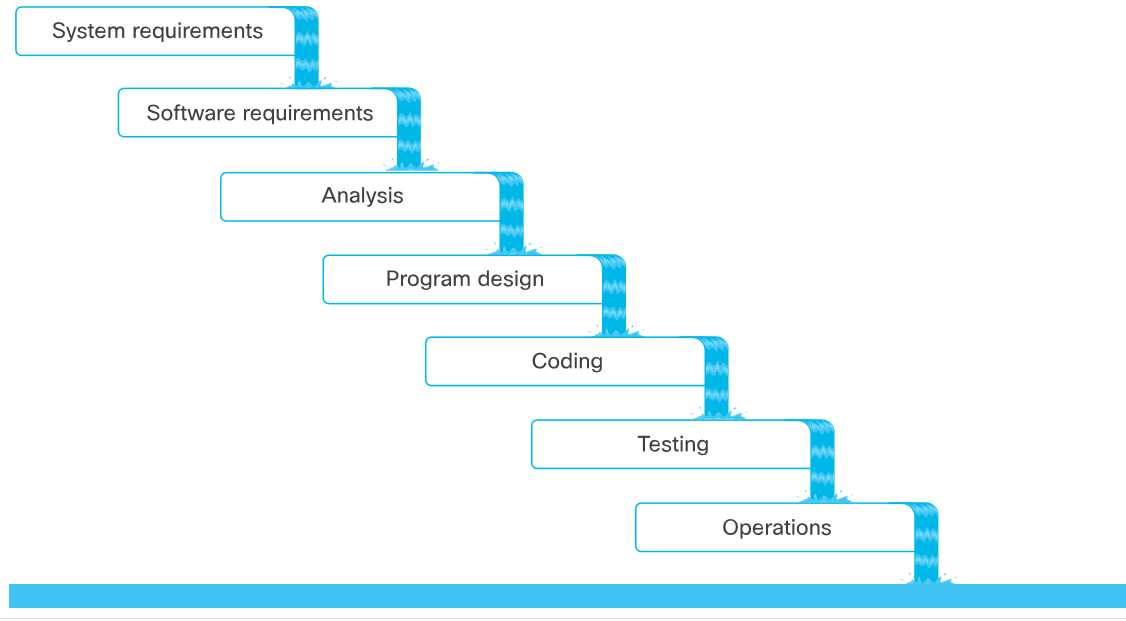 System requirements
Software requirements
Analysis
Program design
Coding
Testing
Operations